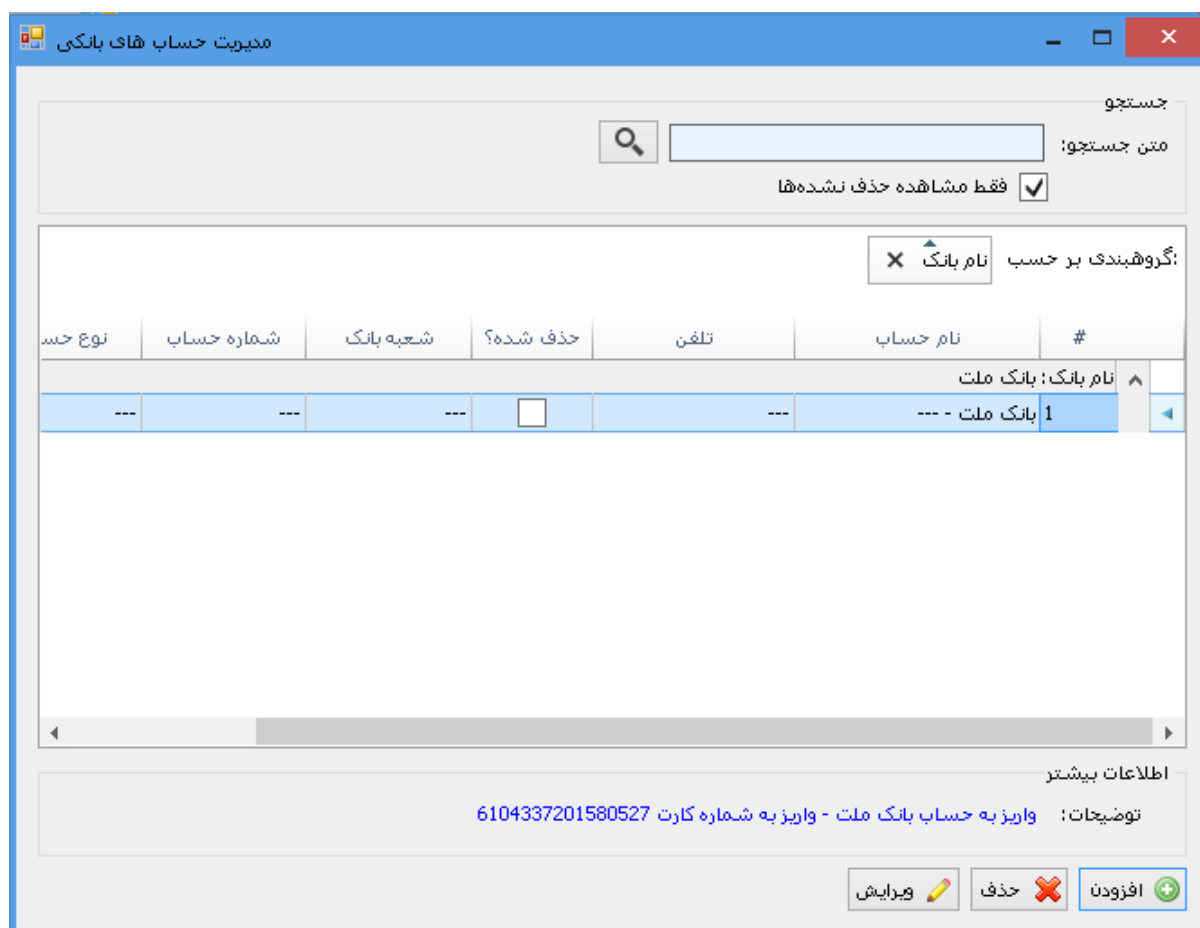 مدیریت حساب های بانکی
جستجو
متن جستجو:
فقط مشاهده حذف نشده‌ها
گروهبندی بر حسب: نام بانک
# نام حساب تلفن حذف شده؟ شعبه بانک شماره حساب نوع حس
نام بانک: بانک ملت
1 بانک ملت - --- --- --- --- ---
اطلاعات بیشتر
توضیحات: واریز به حساب بانک ملت - واریز به شماره کارت 6104337201580527
افزودن حذف ویرایش